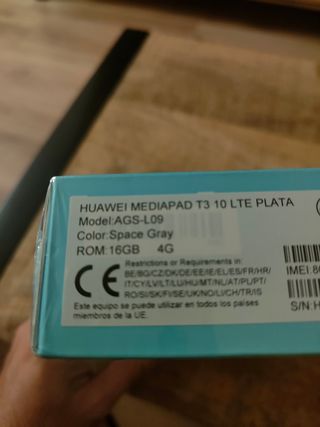 HUAWEI MEDIAPAD T3 10 LTE PLATA
Model:AGS-L09
Color:Space Gray
ROM:16GB 4G
CE
Restrictions or Requirements in:
BE/BG/CZ/DK/DE/EE/IE/EL/ES/FR/HR/
IT/CY/LV/LT/LU/HU/MT/NL/AT/PL/PT/
RO/SI/SK/FI/SE/UK/NO/LI/CH/TR/IS
Este equipo se puede utilizar en todos los países
miembros de la UE.
IMEI:
S/N:H